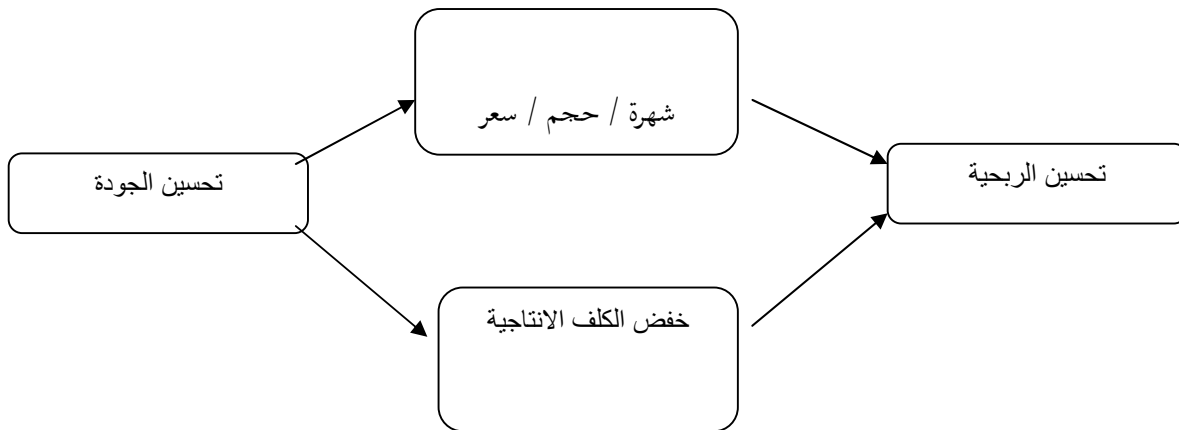 شهرة / حجم / سعر
تحسين الجودة
تحسين الربحية
خفض الكلف الانتاجية